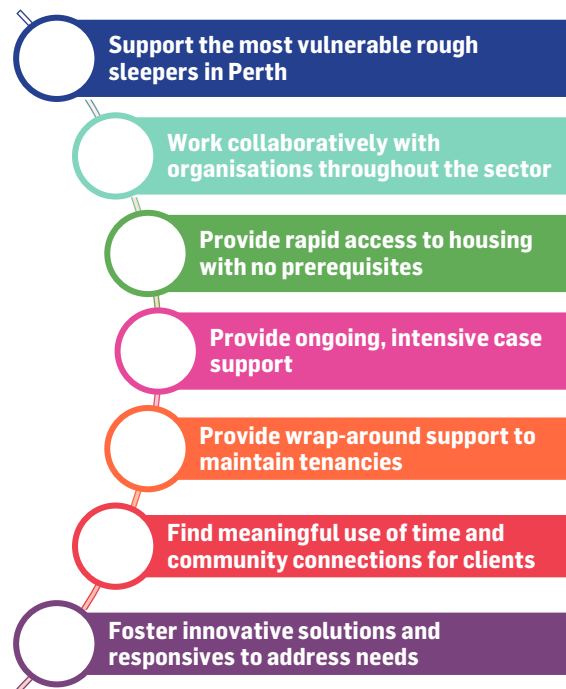 Support the most vulnerable rough
sleepers in Perth
Work collaboratively with
organisations throughout the sector
Provide rapid access to housing
with no prerequisites
Provide ongoing, intensive case
support
Provide wrap-around support to
maintain tenancies
Find meaningful use of time and
community connections for clients
Foster innovative solutions and
responsives to address needs